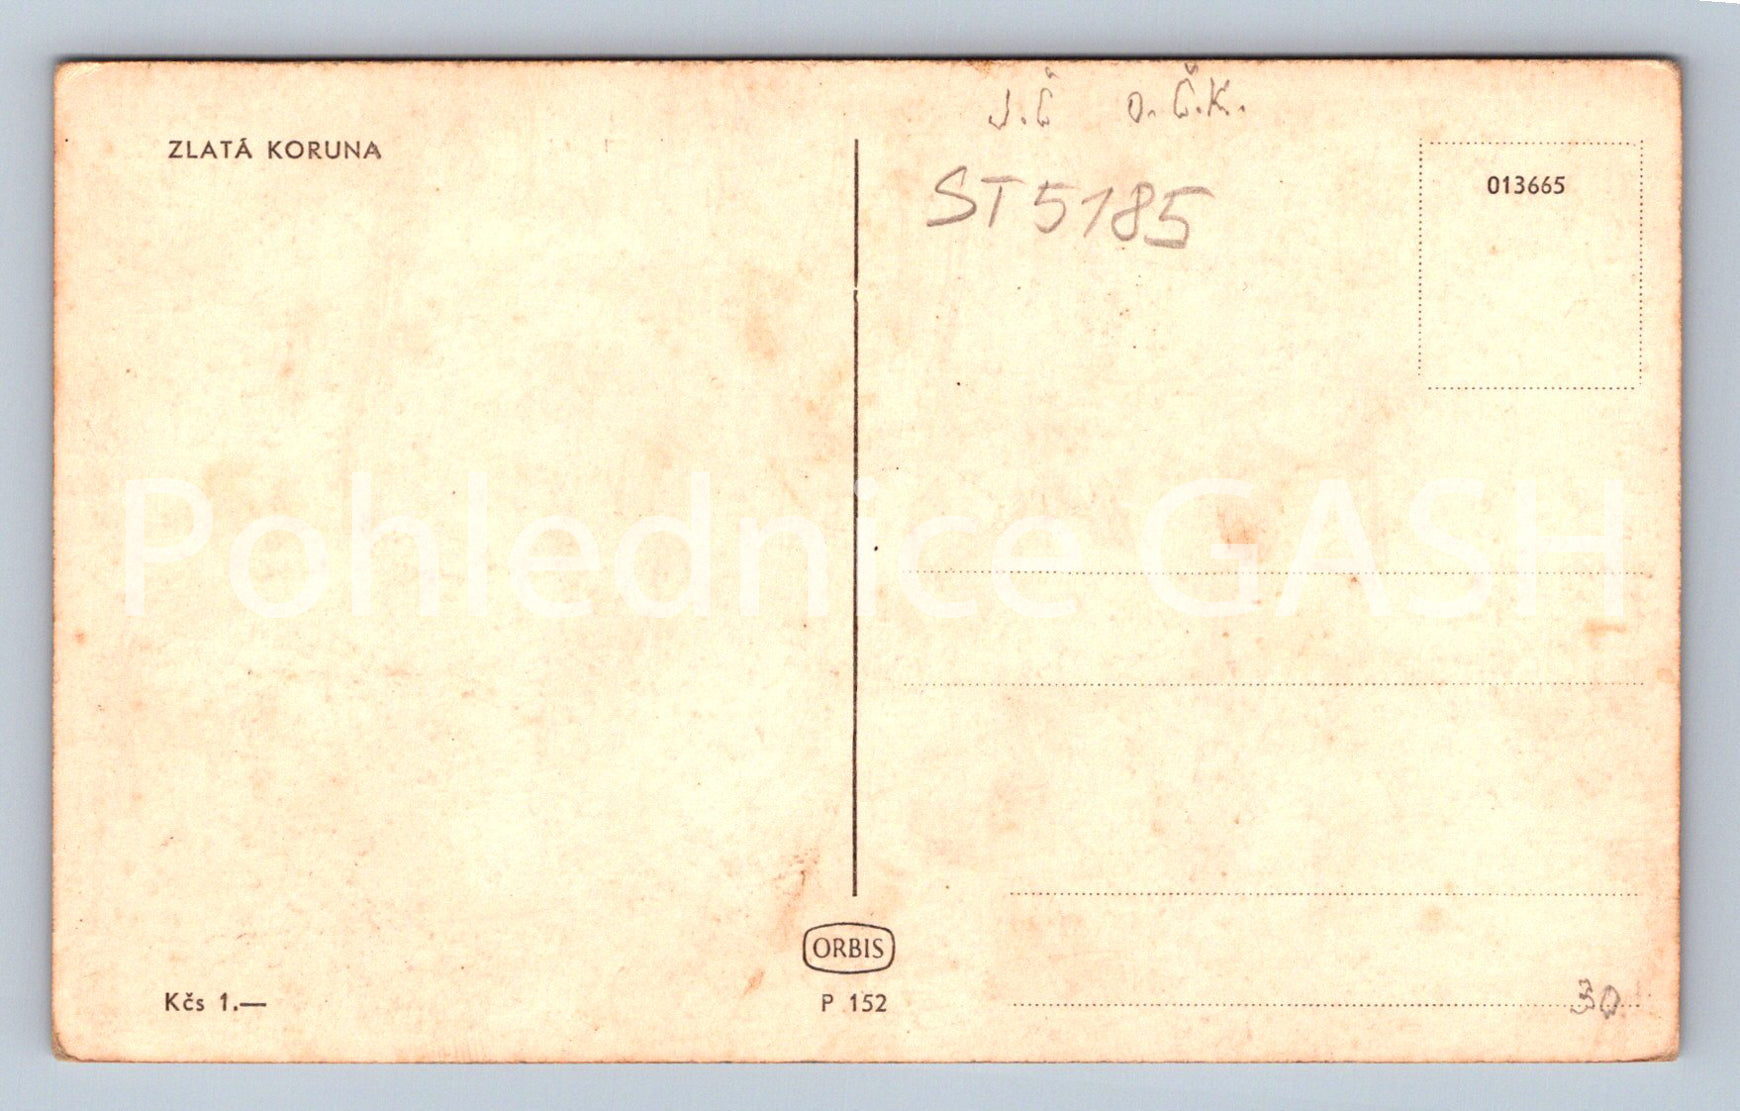 J.Č O.Č.K.
ZLATÁ KORUNA
013665
ST5185
Pohlednice GASH
ORBIS
Kčs 1.—
P 152
30